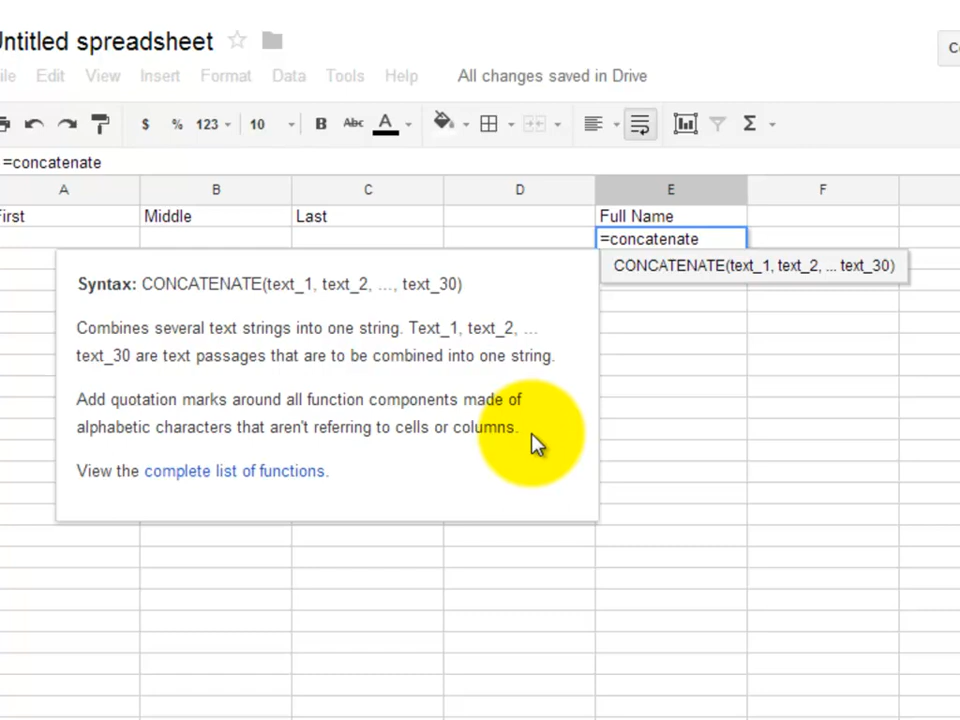 ntitled spreadsheet
ile Edit View Insert Format Data Tools Help All changes saved in Drive
$ % 123 10 B Abc A Σ
=concatenate
A B C D E F
irst Middle Last Full Name
=concatenate
CONCATENATE(text_1, text_2, ... text_30)
Syntax: CONCATENATE(text_1, text_2, ..., text_30)
Combines several text strings into one string. Text_1, text_2, ...
text_30 are text passages that are to be combined into one string.
Add quotation marks around all function components made of
alphabetic characters that aren't referring to cells or columns.
View the complete list of functions.